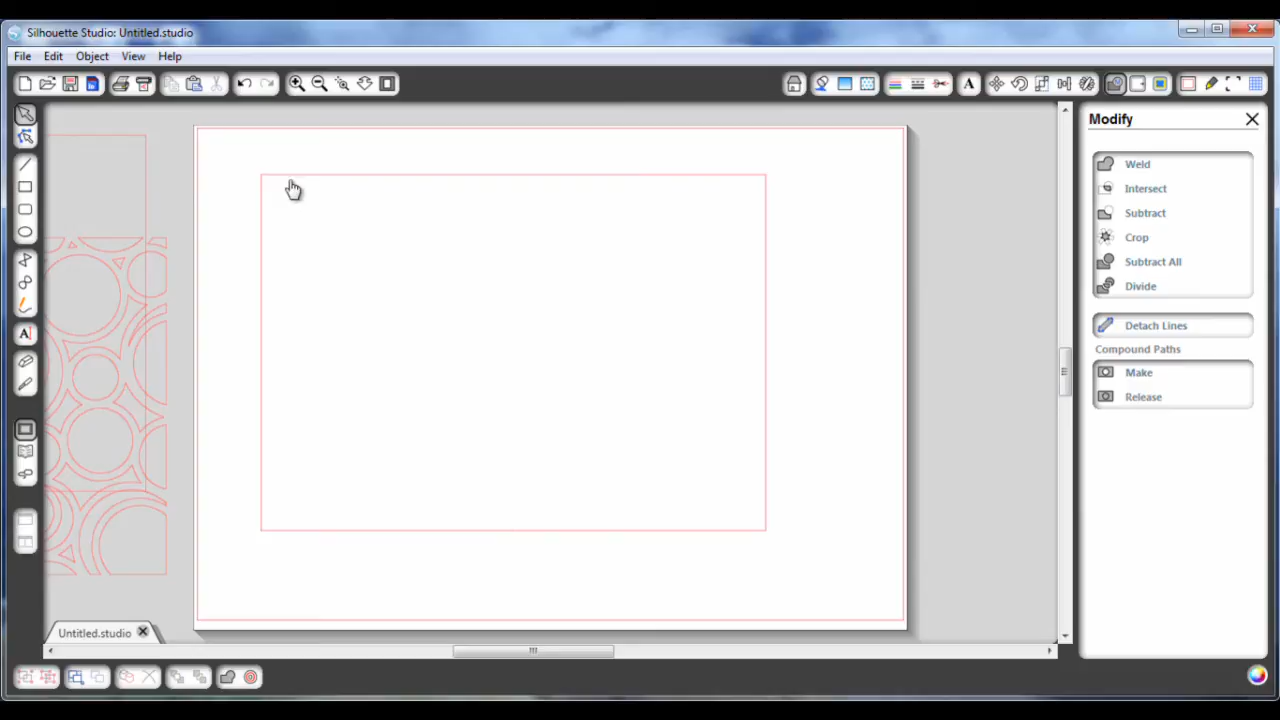 Silhouette Studio: Untitled.studio
File Edit Object View Help
Modify
Weld
Intersect
Subtract
Crop
Subtract All
Divide
Detach Lines
Compound Paths
Make
Release
Untitled.studio